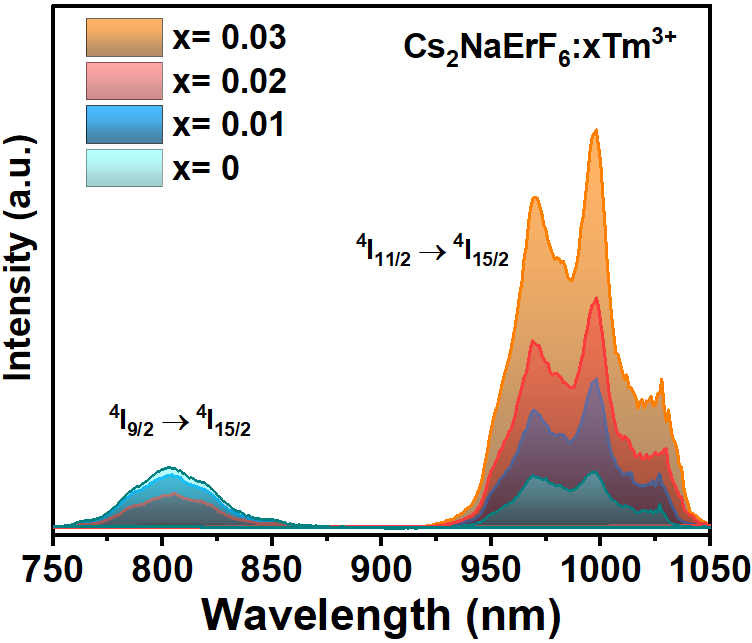 x= 0.03
x= 0.02
x= 0.01
x= 0
Cs₂NaErF₆:xTm³⁺
⁴I₁₁/₂ → ⁴I₁₅/₂
⁴I₉/₂ → ⁴I₁₅/₂
Intensity (a.u.)
750 800 850 900 950 1000 1050
Wavelength (nm)